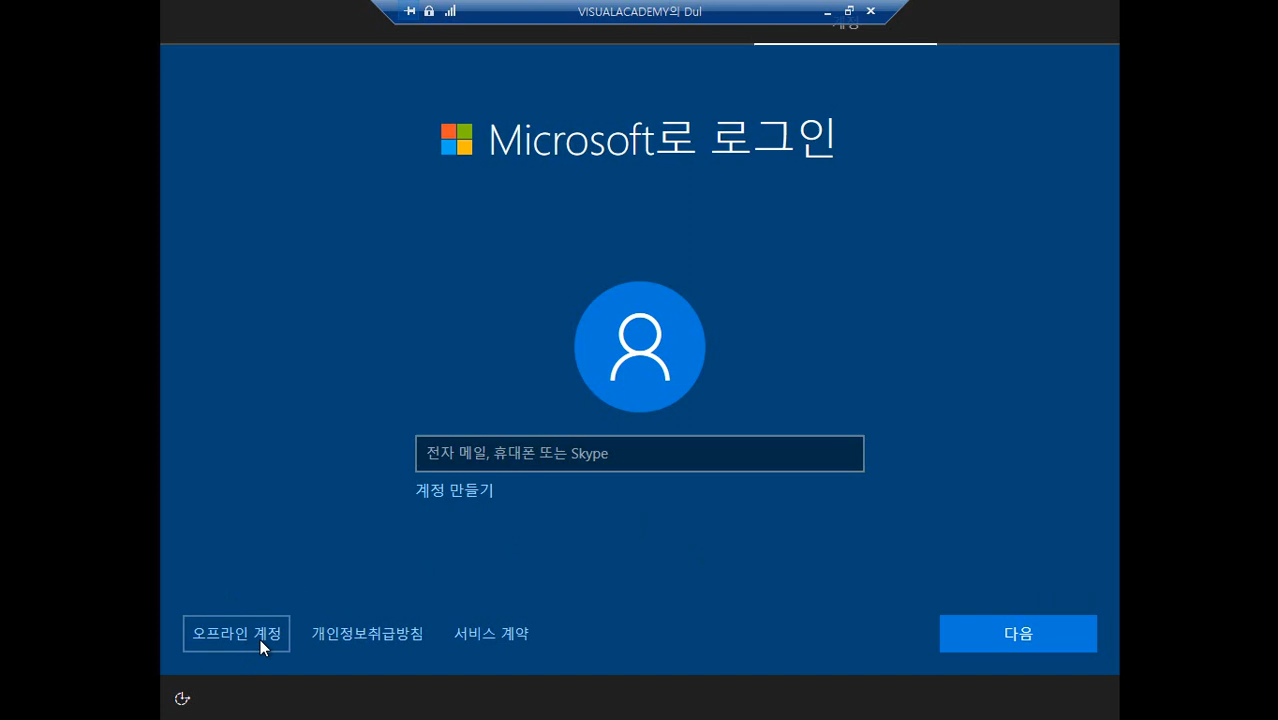 VISUALACADEMY의 Dul
계정
Microsoft로 로그인
전자 메일, 휴대폰 또는 Skype
계정 만들기
오프라인 계정
개인정보취급방침
서비스 계약
다음